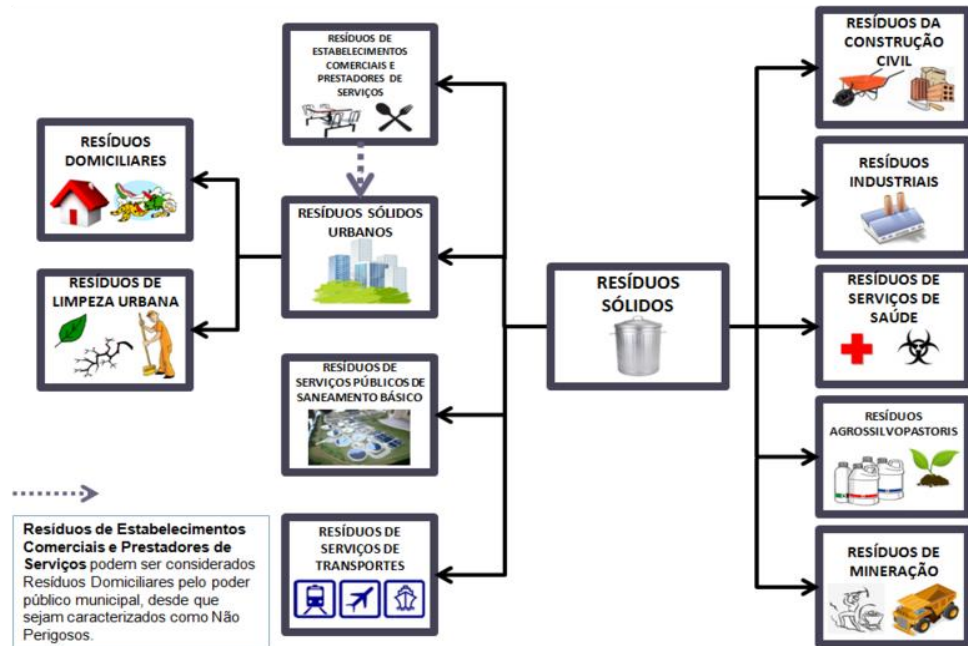 RESÍDUOS DE
ESTABELECIMENTOS
COMERCIAIS E
PRESTADORES DE
SERVIÇOS
RESÍDUOS
DOMICILIARES
RESÍDUOS SÓLIDOS
URBANOS
RESÍDUOS DE
LIMPEZA URBANA
RESÍDUOS DE
SERVIÇOS PÚBLICOS DE
SANEAMENTO BÁSICO
RESÍDUOS DE
SERVIÇOS DE
TRANSPORTES
Resíduos de Estabelecimentos
Comerciais e Prestadores de
Serviços podem ser considerados
Resíduos Domiciliares pelo poder
público municipal, desde que
sejam caracterizados como Não
Perigosos.
RESÍDUOS
SÓLIDOS
RESÍDUOS DA
CONSTRUÇÃO
CIVIL
RESÍDUOS
INDUSTRIAIS
RESÍDUOS DE
SERVIÇOS DE
SAÚDE
RESÍDUOS
AGROSSILVOPASTORIS
RESÍDUOS DE
MINERAÇÃO